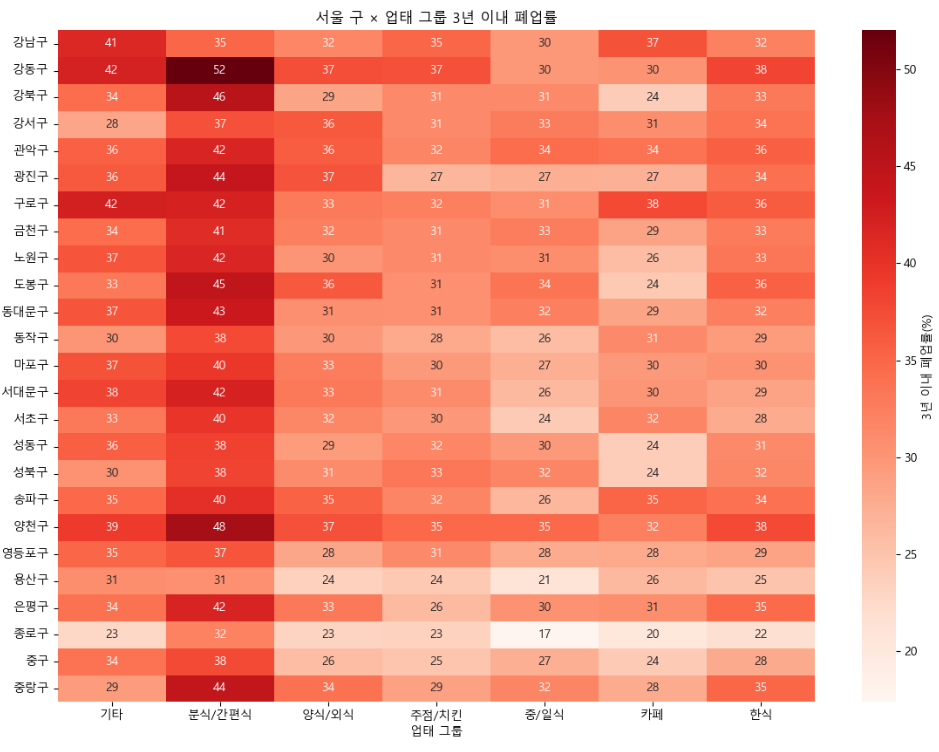 서울 구 × 업태 그룹 3년 이내 폐업률
강남구 41 35 32 35 30 37 32
강동구 42 52 37 37 30 30 38
강북구 34 46 29 31 31 24 33
강서구 28 37 36 31 33 31 34
관악구 36 42 36 32 34 34 36
광진구 36 44 37 27 27 27 34
구로구 42 42 33 32 31 38 36
금천구 34 41 32 31 33 29 33
노원구 37 42 30 31 31 26 33
도봉구 33 45 36 31 34 24 36
동대문구 37 43 31 31 32 29 32
동작구 30 38 30 28 26 31 29
마포구 37 40 33 30 27 30 30
서대문구 38 42 33 31 26 30 29
서초구 33 40 32 30 24 32 28
성동구 36 38 29 32 30 24 31
성북구 30 38 31 33 32 24 32
송파구 35 40 35 32 26 35 34
양천구 39 48 37 35 35 32 38
영등포구 35 37 28 31 28 28 29
용산구 31 31 24 24 21 26 25
은평구 34 42 33 26 30 31 35
종로구 23 32 23 23 17 20 22
중구 34 38 26 25 27 24 28
중랑구 29 44 34 29 32 28 35
기타 분식/간편식 양식/외식 주점/치킨 중/일식 카페 한식
업태 그룹
50
45
40
35
30
25
20
3년 이내 폐업률(%)